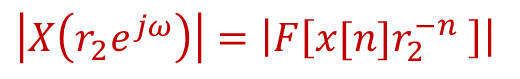 |X(r₂e^{jω})| = |F[x[n]r₂^{-n} ]|